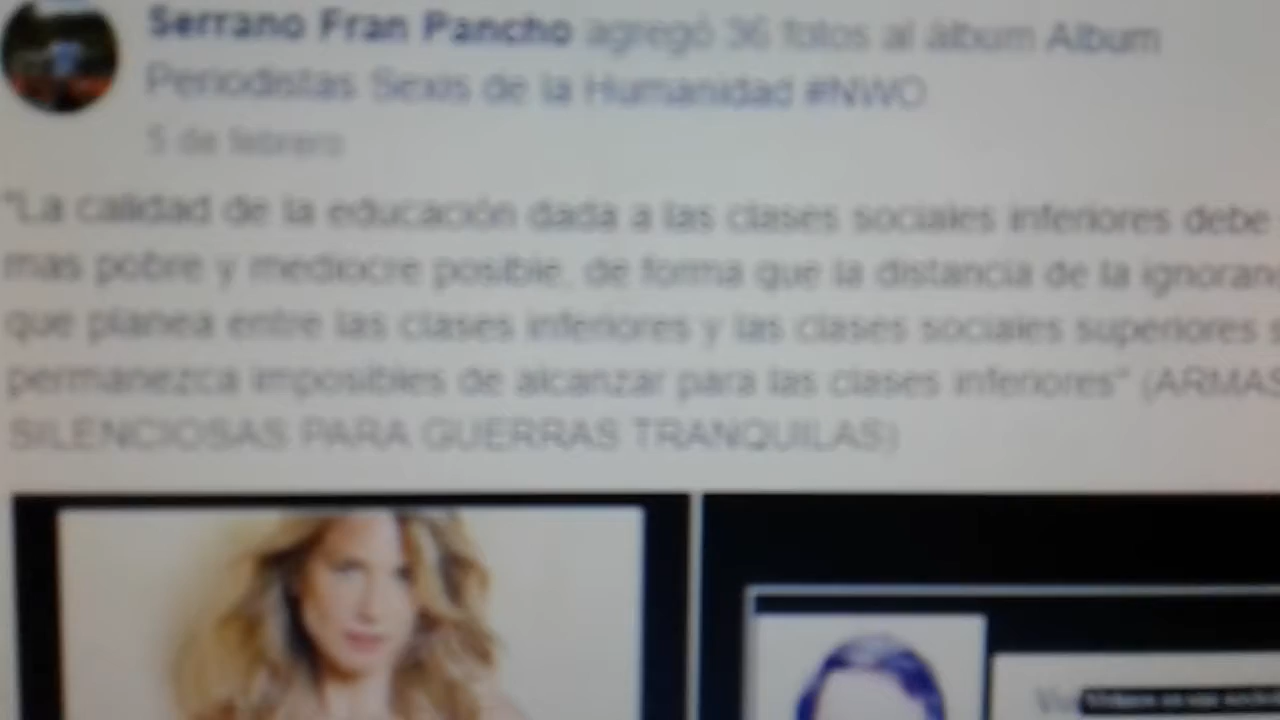 Serrano Fran Pancho agregó 36 fotos al álbum Album
Periodistas Sexis de la Humanidad #NWO
5 de febrero
"La calidad de la educación dada a las clases sociales inferiores debe
mas pobre y mediocre posible, de forma que la distancia de la ignoran
que planea entre las clases inferiores y las clases sociales superiores s
permanezca imposibles de alcanzar para las clases inferiores" (ARMAS
SILENCIOSAS PARA GUERRAS TRANQUILAS)